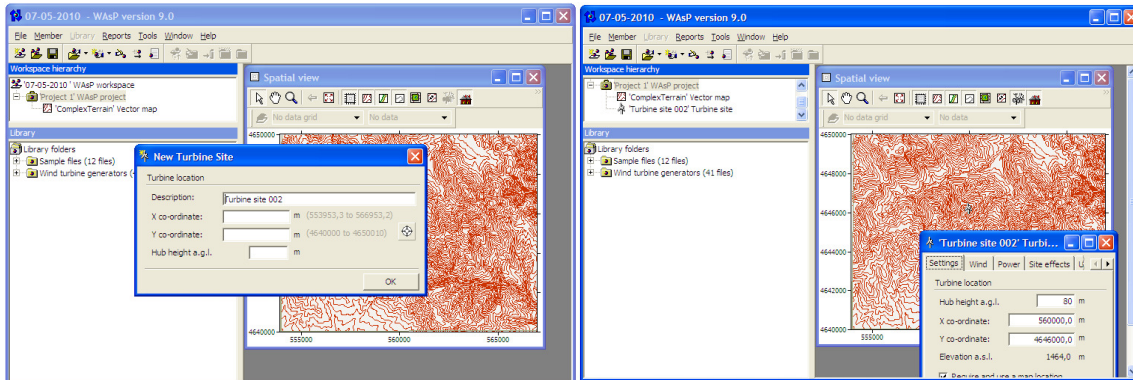 07-05-2010 - WAsP version 9.0
File Member Library Reports Tools Window Help
Workspace hierarchy
'07-05-2010 ' WAsP workspace
'Project 1' WAsP project
'ComplexTerrain' Vector map
Library
Library folders
Sample files (12 files)
Wind turbine generators (4
Spatial view
No data grid
No data
4650000
4640000
555000 560000 565000
New Turbine Site
Turbine location
Description: Turbine site 002
X co-ordinate: m (553953,3 to 566953,2)
Y co-ordinate: m (4640000 to 4650010)
Hub height a.g.l. m
OK
07-05-2010 - WAsP version 9.0
File Member Library Reports Tools Window Help
Workspace hierarchy
'Project 1' WAsP project
'ComplexTerrain' Vector map
'Turbine site 002' Turbine site
Library
Library folders
Sample files (12 files)
Wind turbine generators (41 files)
Spatial view
No data grid
No data
4650000
4648000
4646000
4644000
4642000
4640000
555000
'Turbine site 002' Turbi...
Settings Wind Power Site effects U
Turbine location
Hub height a.g.l. 80 m
X co-ordinate: 560000,0 m
Y co-ordinate: 4646000,0 m
Elevation a.s.l. 1464,0 m
Require and use a map location